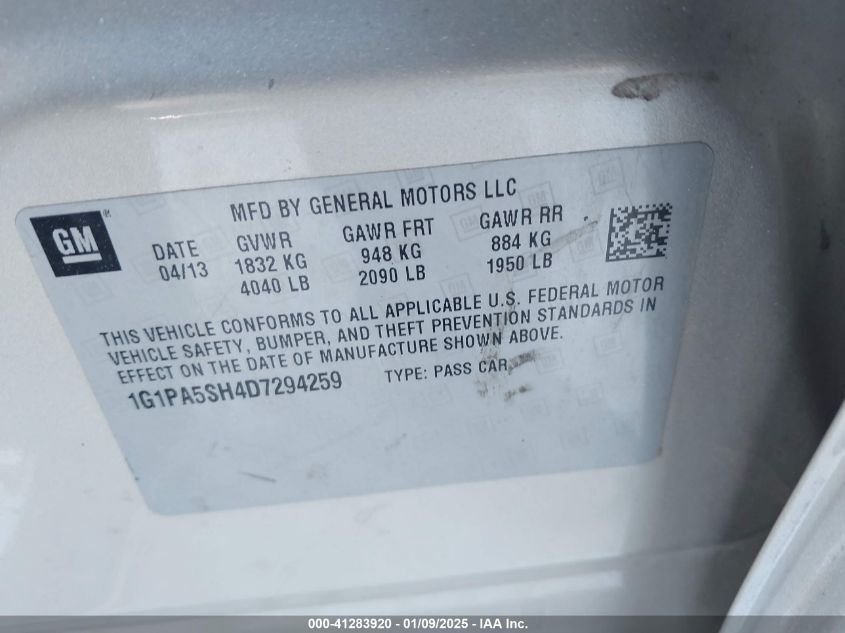 MFD BY GENERAL MOTORS LLC
GM
®
DATE GVWR GAWR FRT GAWR RR
04/13 1832 KG 948 KG 884 KG
4040 LB 2090 LB 1950 LB
THIS VEHICLE CONFORMS TO ALL APPLICABLE U.S. FEDERAL MOTOR
VEHICLE SAFETY, BUMPER, AND THEFT PREVENTION STANDARDS IN
EFFECT ON THE DATE OF MANUFACTURE SHOWN ABOVE.
1G1PA5SH4D7294259 TYPE: PASS CAR
000-41283920 - 01/09/2025 - IAA Inc.